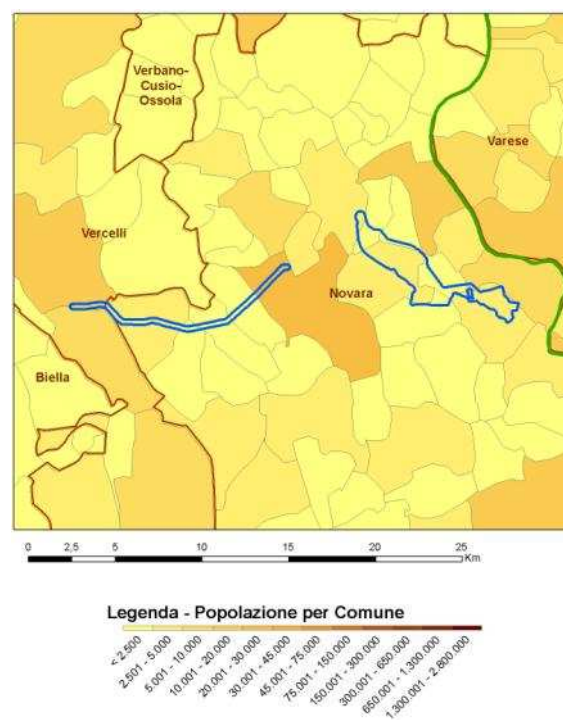 Verbano-
Cusio-
Ossola
Varese
Vercelli
Novara
Biella
0 2,5 5 10 15 20 25
Km
Legenda - Popolazione per Comune
< 2.500
2.501 - 5.000
5.001 - 10.000
10.001 - 20.000
20.001 - 30.000
30.001 - 45.000
45.001 - 75.000
75.001 - 150.000
150.001 - 300.000
300.001 - 650.000
650.001 - 1.300.000
1.300.001 - 2.800.000